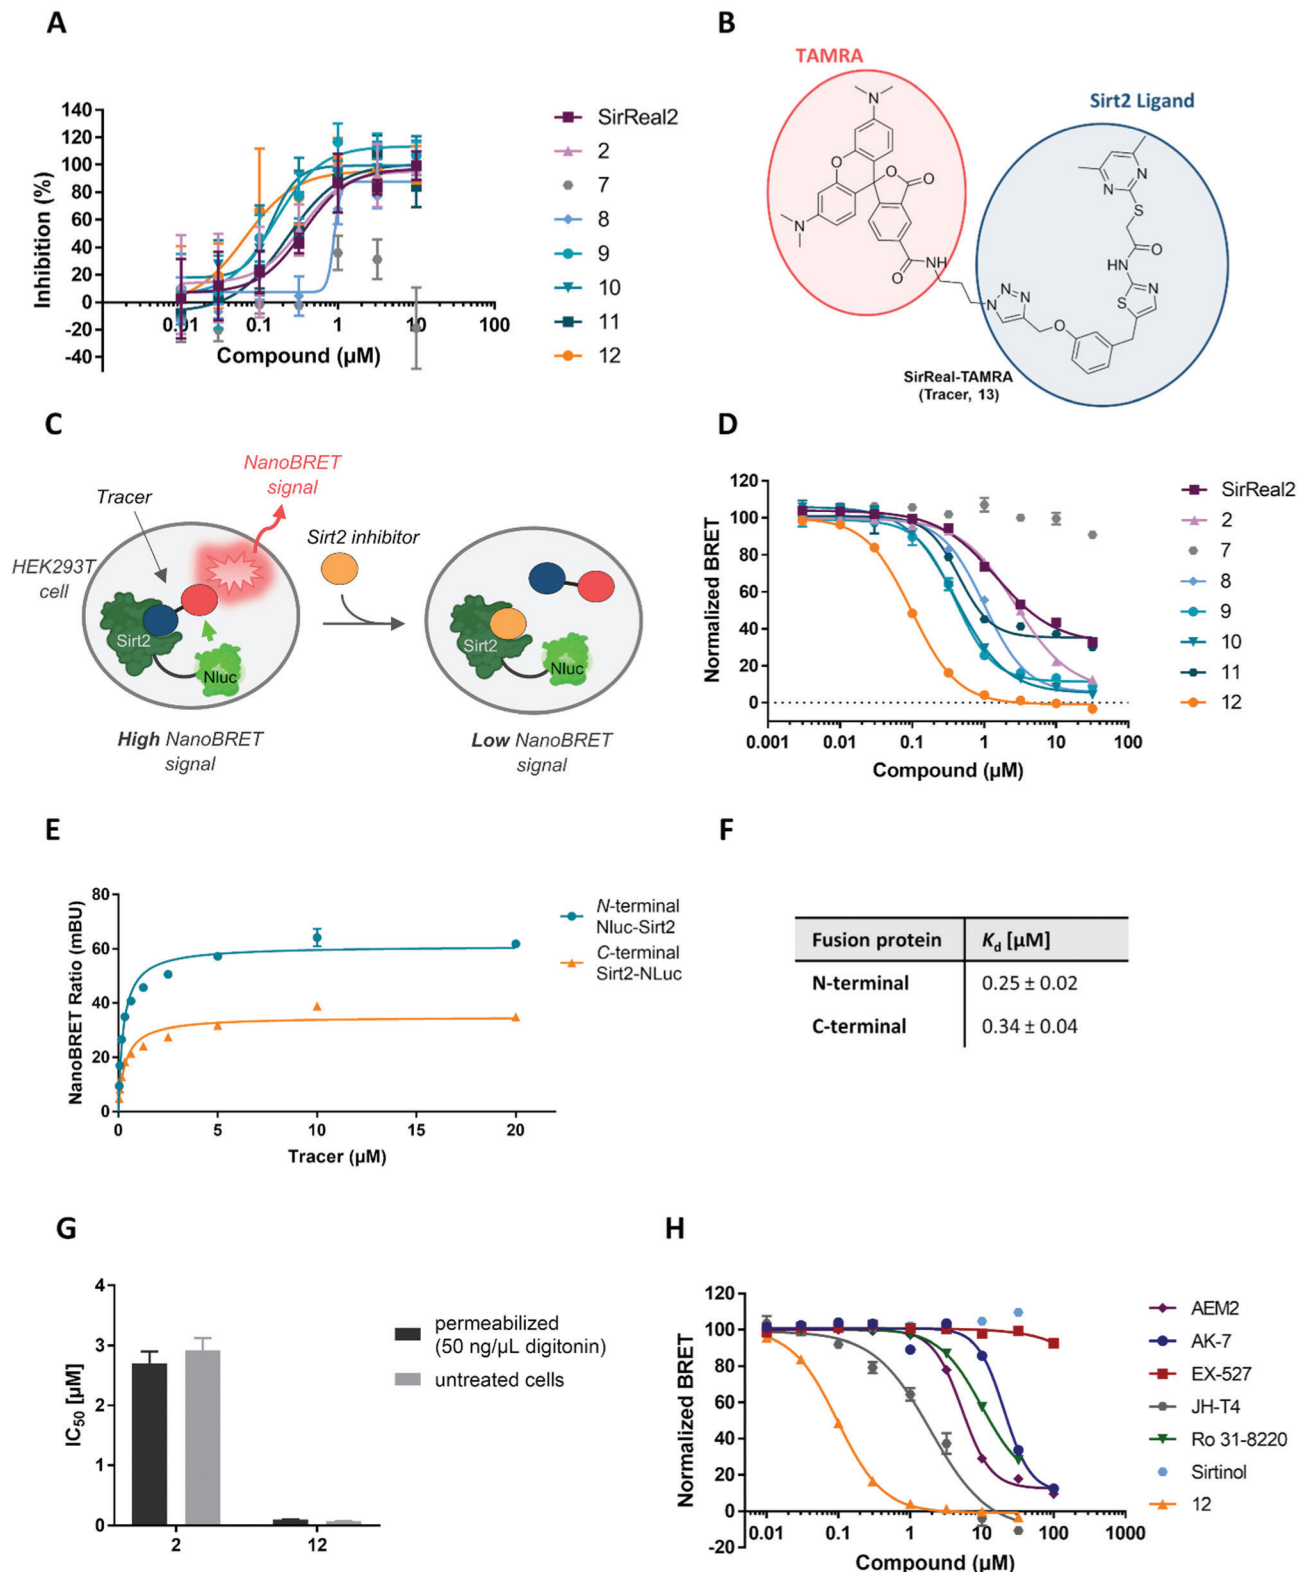 A
140
120
100
80
60
40
20
0
-20
-40
Inhibition (%)
0.01
0.1
1
10
100
Compound (µM)
SirReal2
2
7
8
9
10
11
12
B
TAMRA
Sirt2 Ligand
N
O
N
O
O
O
NH
N
N
N
O
N
N
S
O
HN
S
N
SirReal-TAMRA
(Tracer, 13)
C
NanoBRET
signal
Tracer
HEK293T
cell
Sirt2 inhibitor
Sirt2
Nluc
Sirt2
Nluc
High NanoBRET
signal
Low NanoBRET
signal
D
120
100
80
60
40
20
0
Normalized BRET
0.001
0.01
0.1
1
10
100
Compound (µM)
SirReal2
2
7
8
9
10
11
12
E
80
60
40
20
0
NanoBRET Ratio (mBU)
0
5
10
15
20
Tracer (µM)
N-terminal
Nluc-Sirt2
C-terminal
Sirt2-NLuc
F
Fusion protein Kd [µM]
N-terminal 0.25 ± 0.02
C-terminal 0.34 ± 0.04
G
4
3
2
1
0
IC50 [µM]
2
12
permeabilized
(50 ng/µL digitonin)
untreated cells
H
120
100
80
60
40
20
0
-20
Normalized BRET
0.01
0.1
1
10
100
1000
Compound (µM)
AEM2
AK-7
EX-527
JH-T4
Ro 31-8220
Sirtinol
12